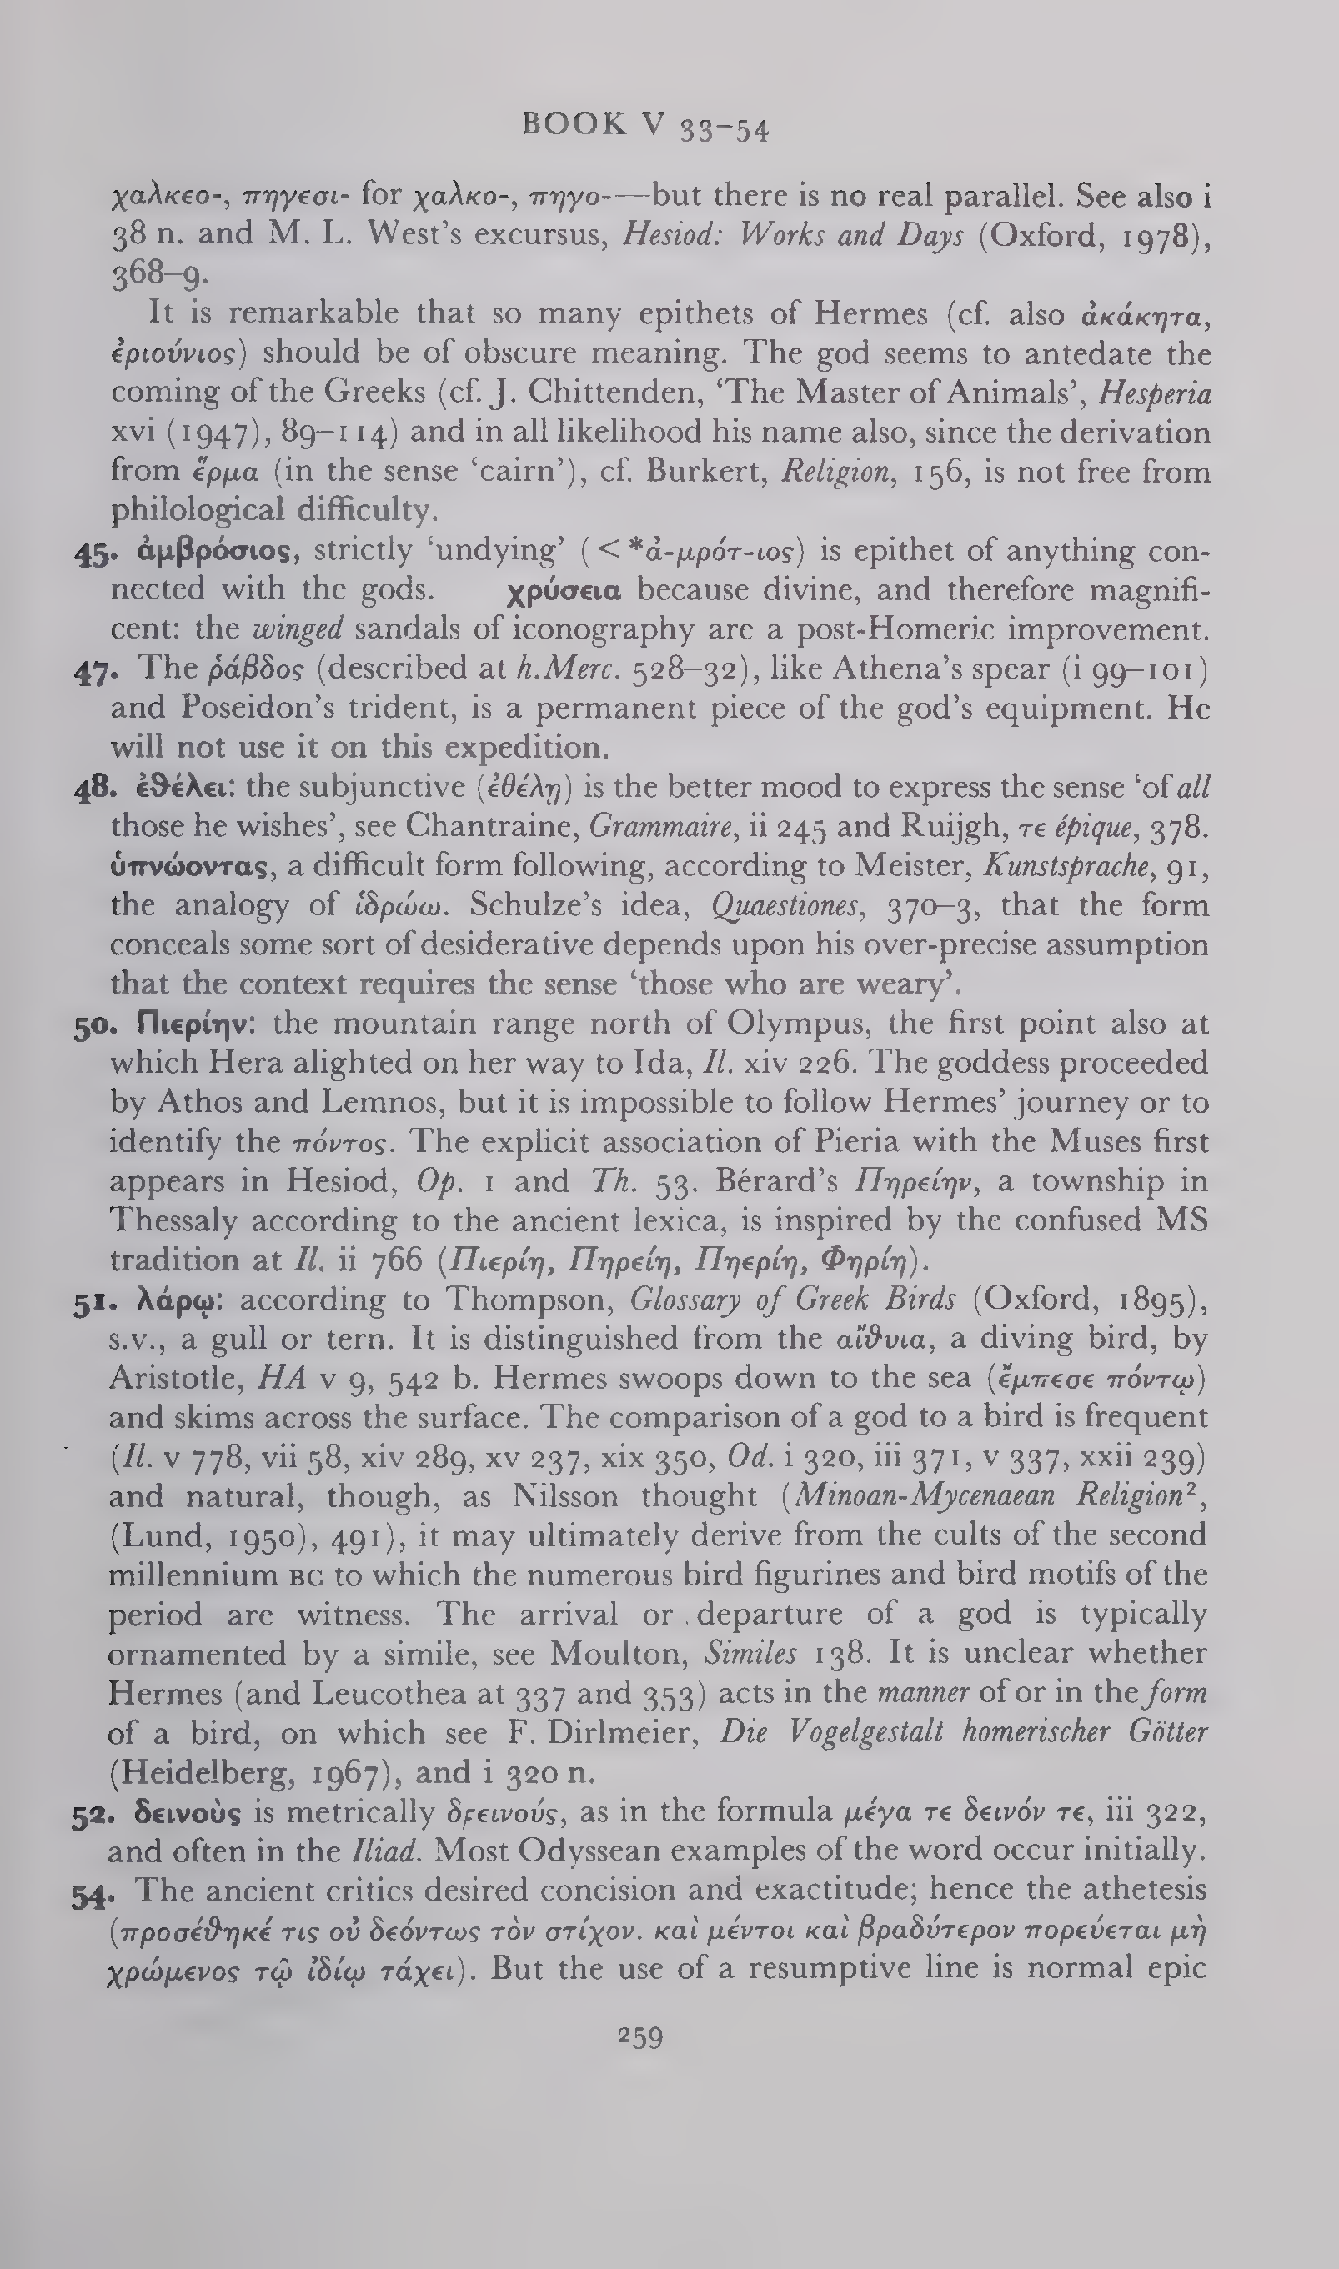 BOOK V 33–54
χαλκεο-, πηγεσι- for χαλκο-, πηγο-—but there is no real parallel. See also i
38 n. and M. L. West’s excursus, Hesiod: Works and Days (Oxford, 1978),
368–9.
It is remarkable that so many epithets of Hermes (cf. also ἀκάκητα,
ἐριούνιος) should be of obscure meaning. The god seems to antedate the
coming of the Greeks (cf. J. Chittenden, ‘The Master of Animals’, Hesperia
xvi (1947), 89–114) and in all likelihood his name also, since the derivation
from ἕρμα (in the sense ‘cairn’), cf. Burkert, Religion, 156, is not free from
philological difficulty.
45. ἀμβρόσιος, strictly ‘undying’ (< *ἀ-μρότ-ιος) is epithet of anything con-
nected with the gods. χρύσεια because divine, and therefore magnifi-
cent: the winged sandals of iconography are a post-Homeric improvement.
47. The ῥάβδος (described at h.Merc. 528–32), like Athena’s spear (i 99–101)
and Poseidon’s trident, is a permanent piece of the god’s equipment. He
will not use it on this expedition.
48. ἐθέλει: the subjunctive (ἐθέλῃ) is the better mood to express the sense ‘of all
those he wishes’, see Chantraine, Grammaire, ii 245 and Ruijgh, τε épique, 378.
ὑπνώοντας, a difficult form following, according to Meister, Kunstsprache, 91,
the analogy of ἱδρώω. Schulze’s idea, Quaestiones, 370–3, that the form
conceals some sort of desiderative depends upon his over-precise assumption
that the context requires the sense ‘those who are weary’.
50. Πιερίην: the mountain range north of Olympus, the first point also at
which Hera alighted on her way to Ida, Il. xiv 226. The goddess proceeded
by Athos and Lemnos, but it is impossible to follow Hermes’ journey or to
identify the πόντος. The explicit association of Pieria with the Muses first
appears in Hesiod, Op. 1 and Th. 53. Bérard’s Πηρείην, a township in
Thessaly according to the ancient lexica, is inspired by the confused MS
tradition at Il. ii 766 (Πιερίη, Πηρείη, Πηερίη, Φηρίη).
51. λάρῳ: according to Thompson, Glossary of Greek Birds (Oxford, 1895),
s.v., a gull or tern. It is distinguished from the αἴθυια, a diving bird, by
Aristotle, HA v 9, 542 b. Hermes swoops down to the sea (ἔμπεσε πόντῳ)
and skims across the surface. The comparison of a god to a bird is frequent
(Il. v 778, vii 58, xiv 289, xv 237, xix 350, Od. i 320, iii 371, v 337, xxii 239)
and natural, though, as Nilsson thought (Minoan-Mycenaean Religion²,
(Lund, 1950), 491), it may ultimately derive from the cults of the second
millennium BC to which the numerous bird figurines and bird motifs of the
period are witness. The arrival or departure of a god is typically
ornamented by a simile, see Moulton, Similes 138. It is unclear whether
Hermes (and Leucothea at 337 and 353) acts in the manner of or in the form
of a bird, on which see F. Dirlmeier, Die Vogelgestalt homerischer Götter
(Heidelberg, 1967), and i 320 n.
52. δεινοὺς is metrically δϝεινούς, as in the formula μέγα τε δεινόν τε, iii 322,
and often in the Iliad. Most Odyssean examples of the word occur initially.
54. The ancient critics desired concision and exactitude; hence the athetesis
(προσέθηκέ τις οὐ δεόντως τὸν στίχον. καὶ μέντοι καὶ βραδύτερον πορεύεται μὴ
χρώμενος τῷ ἰδίῳ τάχει). But the use of a resumptive line is normal epic
259